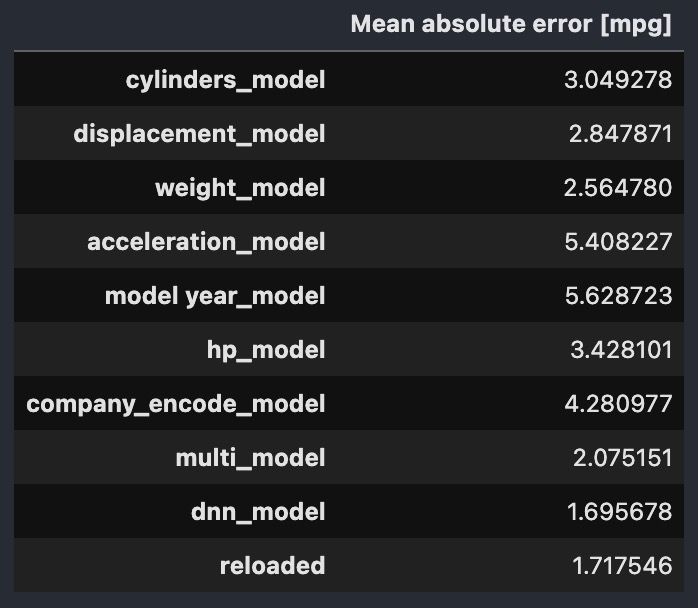 Mean absolute error [mpg]
cylinders_model 3.049278
displacement_model 2.847871
weight_model 2.564780
acceleration_model 5.408227
model year_model 5.628723
hp_model 3.428101
company_encode_model 4.280977
multi_model 2.075151
dnn_model 1.695678
reloaded 1.717546